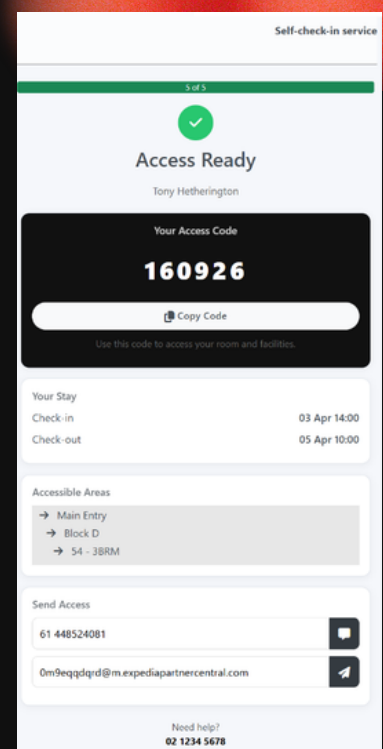 Self-check-in service
5 of 5
Access Ready
Tony Hetherington
Your Access Code
160926
Copy Code
Use this code to access your room and facilities.
Your Stay
Check-in 03 Apr 14:00
Check-out 05 Apr 10:00
Accessible Areas
→ Main Entry
→ Block D
→ 54 - 3BRM
Send Access
61 448524081
0m9eqqdqrd@m.expediapartnercentral.com
Need help?
02 1234 5678